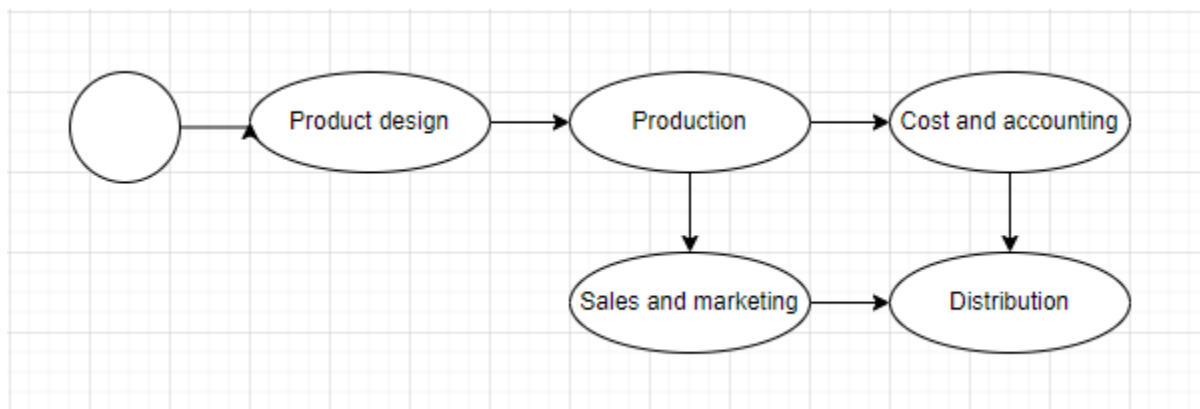 Product design
Production
Cost and accounting
Sales and marketing
Distribution